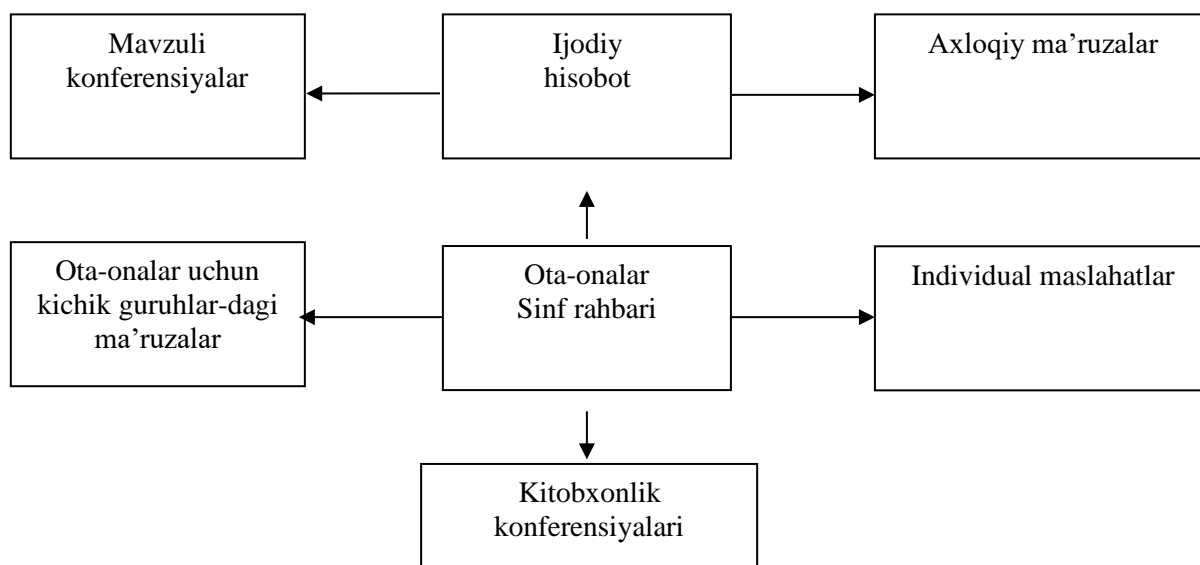 Mavzuli
konferensiyalar
Ijodiy
hisobot
Axloqiy ma’ruzalar
Ota-onalar uchun
kichik guruhlar-dagi
ma’ruzalar
Ota-onalar
Sinf rahbari
Individual maslahatlar
Kitobxonlik
konferensiyalari